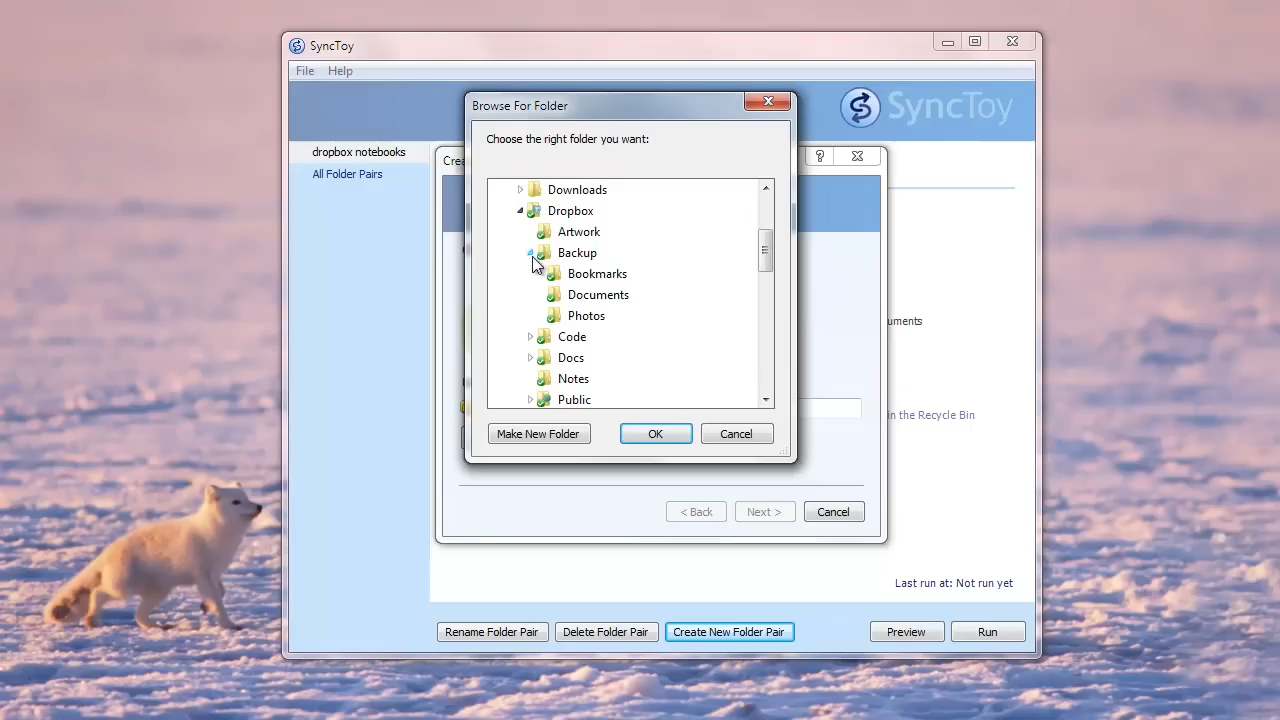 SyncToy
File Help
SyncToy
Browse For Folder
Choose the right folder you want:
dropbox notebooks
All Folder Pairs
Crea
?
Downloads
Dropbox
Artwork
Backup
Bookmarks
Documents
Photos
Code
Docs
Notes
Public
uments
in the Recycle Bin
Make New Folder OK Cancel
< Back Next > Cancel
Last run at: Not run yet
Rename Folder Pair Delete Folder Pair Create New Folder Pair Preview Run